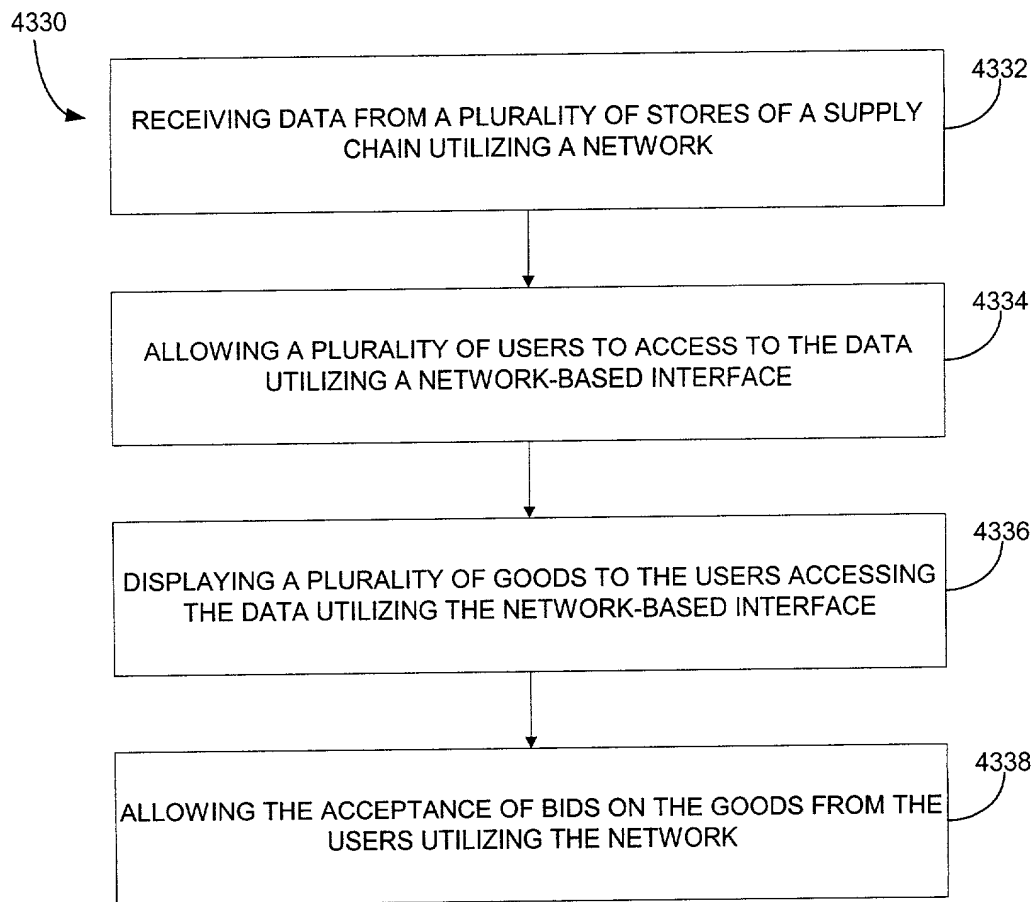 4330
4332
RECEIVING DATA FROM A PLURALITY OF STORES OF A SUPPLY
CHAIN UTILIZING A NETWORK
4334
ALLOWING A PLURALITY OF USERS TO ACCESS TO THE DATA
UTILIZING A NETWORK-BASED INTERFACE
4336
DISPLAYING A PLURALITY OF GOODS TO THE USERS ACCESSING
THE DATA UTILIZING THE NETWORK-BASED INTERFACE
4338
ALLOWING THE ACCEPTANCE OF BIDS ON THE GOODS FROM THE
USERS UTILIZING THE NETWORK